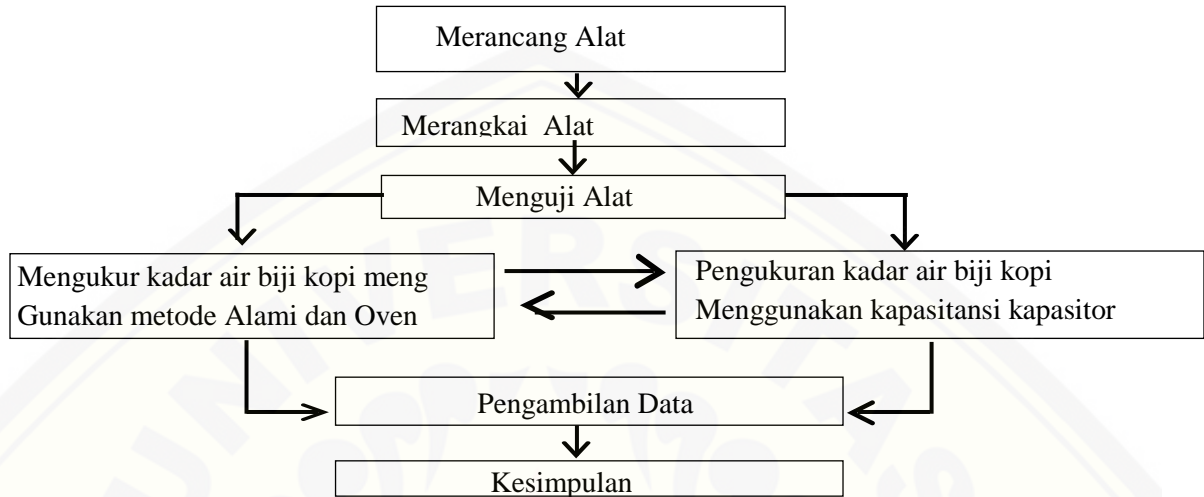 Merancang Alat
Merangkai Alat
Menguji Alat
Mengukur kadar air biji kopi meng
Gunakan metode Alami dan Oven
Pengukuran kadar air biji kopi
Menggunakan kapasitansi kapasitor
Pengambilan Data
Kesimpulan
UNIVERSITAS